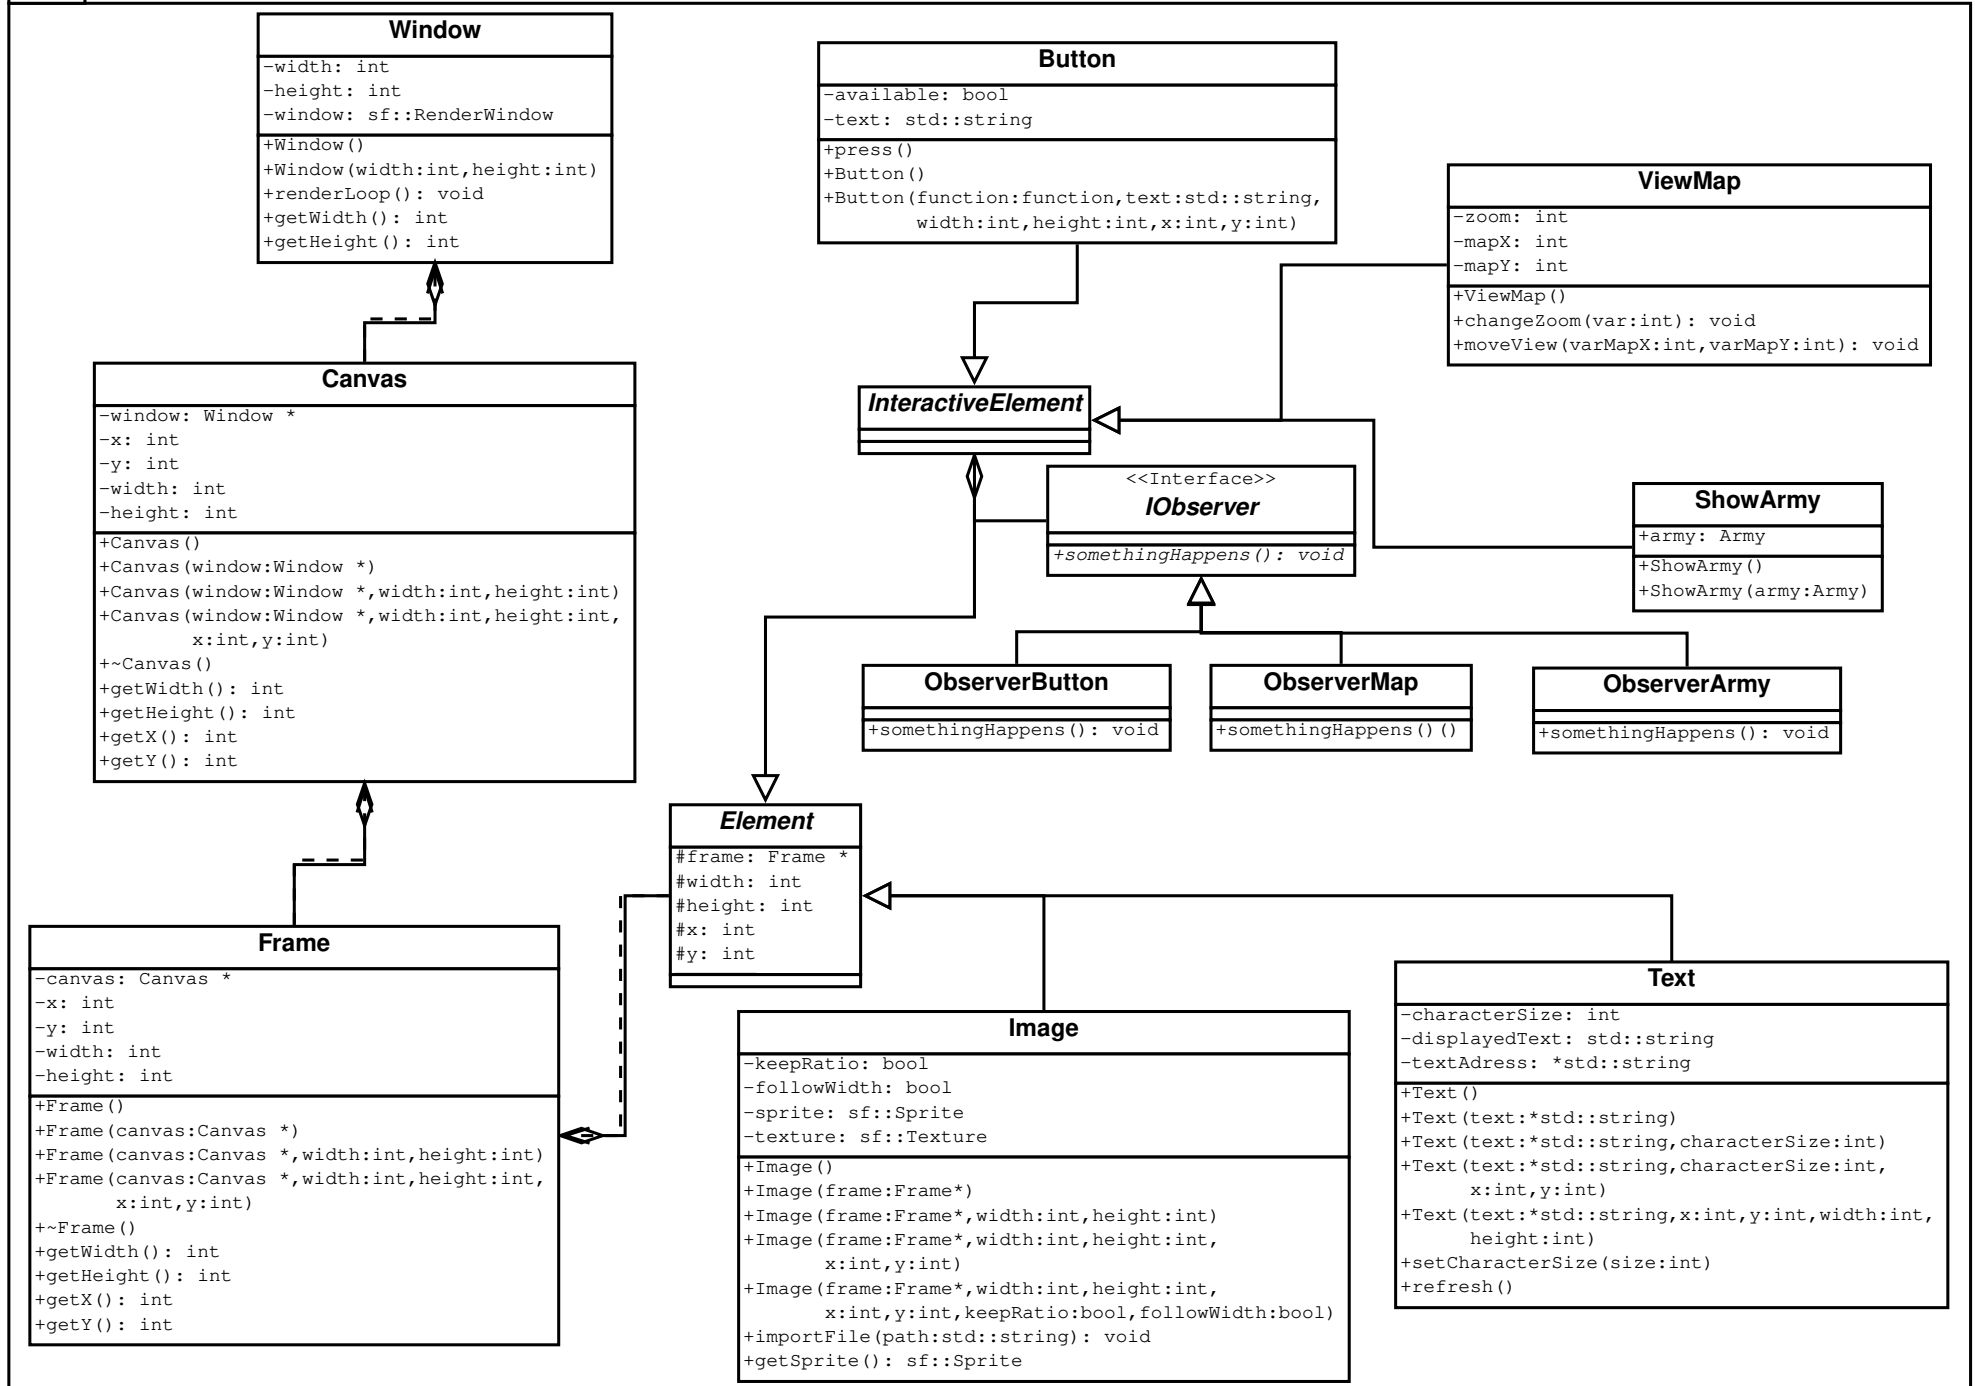 Window
-width: int
-height: int
-window: sf::RenderWindow
+Window()
+Window(width:int,height:int)
+renderLoop(): void
+getWidth(): int
+getHeight(): int
Button
-available: bool
-text: std::string
+press()
+Button()
+Button(function:function,text:std::string,
width:int,height:int,x:int,y:int)
ViewMap
-zoom: int
-mapX: int
-mapY: int
+ViewMap()
+changeZoom(var:int): void
+moveView(varMapX:int,varMapY:int): void
Canvas
-window: Window *
-x: int
-y: int
-width: int
-height: int
+Canvas()
+Canvas(window:Window *)
+Canvas(window:Window *,width:int,height:int)
+Canvas(window:Window *,width:int,height:int,
x:int,y:int)
+~Canvas()
+getWidth(): int
+getHeight(): int
+getX(): int
+getY(): int
InteractiveElement
<<Interface>>
IObserver
+somethingHappens(): void
ShowArmy
+army: Army
+ShowArmy()
+ShowArmy(army:Army)
ObserverButton
+somethingHappens(): void
ObserverMap
+somethingHappens()()
ObserverArmy
+somethingHappens(): void
Element
#frame: Frame *
#width: int
#height: int
#x: int
#y: int
Frame
-canvas: Canvas *
-x: int
-y: int
-width: int
-height: int
+Frame()
+Frame(canvas:Canvas *)
+Frame(canvas:Canvas *,width:int,height:int)
+Frame(canvas:Canvas *,width:int,height:int,
x:int,y:int)
+~Frame()
+getWidth(): int
+getHeight(): int
+getX(): int
+getY(): int
Image
-keepRatio: bool
-followWidth: bool
-sprite: sf::Sprite
-texture: sf::Texture
+Image()
+Image(frame:Frame*)
+Image(frame:Frame*,width:int,height:int)
+Image(frame:Frame*,width:int,height:int,
x:int,y:int)
+Image(frame:Frame*,width:int,height:int,
x:int,y:int,keepRatio:bool,followWidth:bool)
+importFile(path:std::string): void
+getSprite(): sf::Sprite
Text
-characterSize: int
-displayedText: std::string
-textAdress: *std::string
+Text()
+Text(text:*std::string)
+Text(text:*std::string,characterSize:int)
+Text(text:*std::string,characterSize:int,
x:int,y:int)
+Text(text:*std::string,x:int,y:int,width:int,
height:int)
+setCharacterSize(size:int)
+refresh()